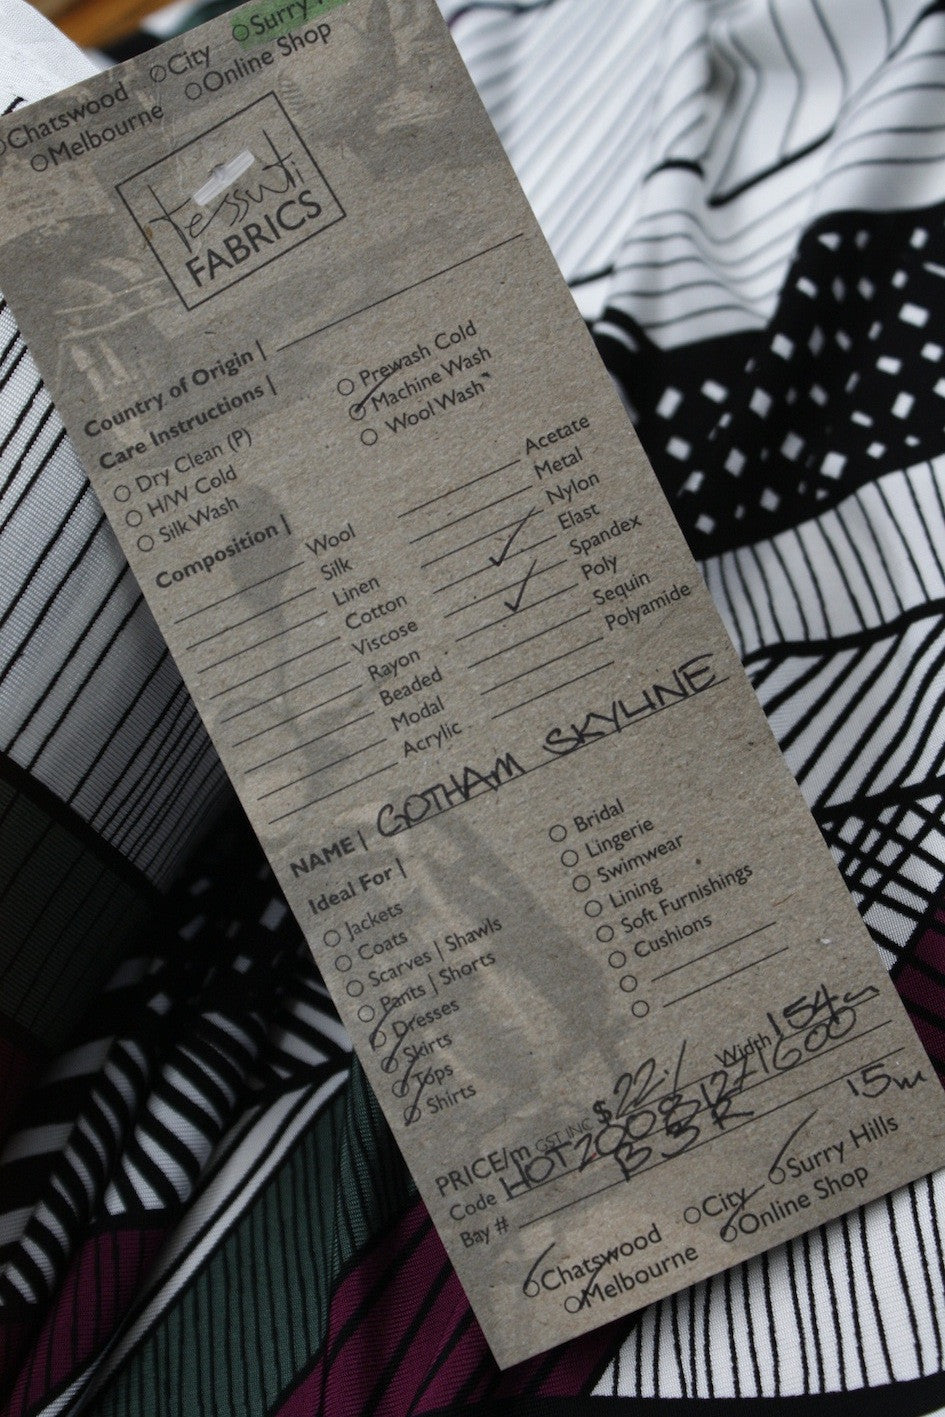 Chatswood City Surry
Melbourne Online Shop
tessuti
FABRICS
Country of Origin |
Care Instructions |
Dry Clean (P)
H/W Cold
Silk Wash
Prewash Cold
Machine Wash
Wool Wash
Composition |
Wool
Silk
Linen
Cotton
Viscose
Rayon
Beaded
Modal
Acrylic
Acetate
Metal
Nylon
Elast
Spandex
Poly
Sequin
Polyamide
NAME | GOTHAM SKYLINE
Ideal For |
Jackets
Coats
Scarves | Shawls
Pants | Shorts
Dresses
Skirts
Tops
Shirts
Bridal
Lingerie
Swimwear
Lining
Soft Furnishings
Cushions
PRICE/m GST INC $22.1 Width 154cm
Code HOT200812/1600
Bay # B3R 15m
Chatswood City Surry Hills
Melbourne Online Shop